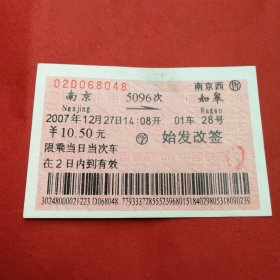 02D068048
南京西 ㊕
南京 5096次 如皋
Nanjing Rugao
2007年12月27日14:08开 01车 28号
￥10.50元 ㊫ 始发改签
限乘当日当次车
在2日内到有效